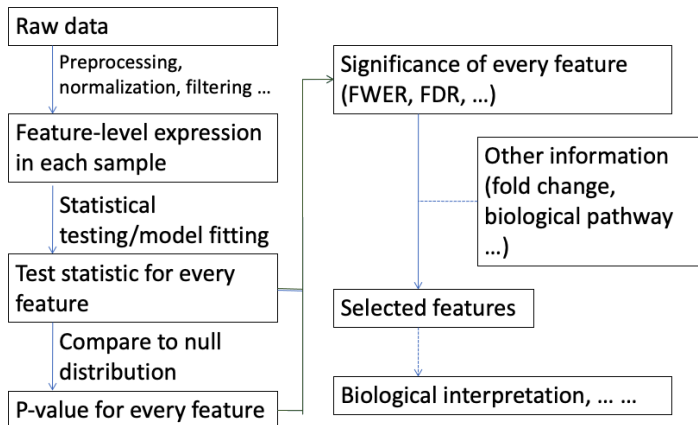 Raw data
Preprocessing,
normalization, filtering ...
Feature-level expression
in each sample
Statistical
testing/model fitting
Test statistic for every
feature
Compare to null
distribution
P-value for every feature
Significance of every feature
(FWER, FDR, ...)
Other information
(fold change,
biological pathway
...)
Selected features
Biological interpretation, ... ...